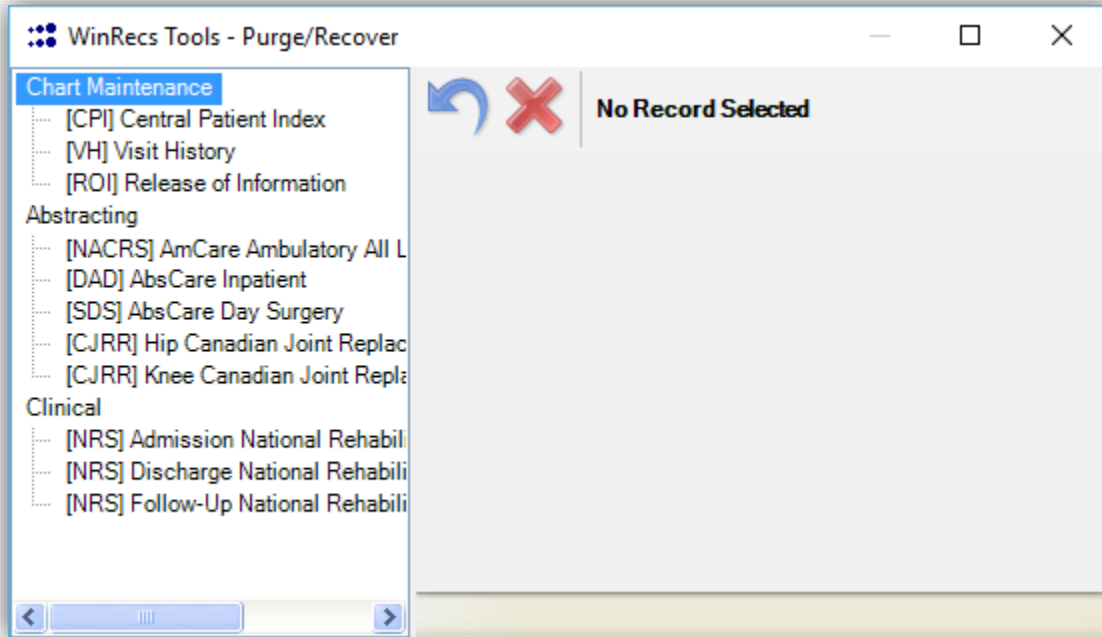 WinRecs Tools - Purge/Recover
Chart Maintenance
[CPI] Central Patient Index
[VH] Visit History
[ROI] Release of Information
Abstracting
[NACRS] AmCare Ambulatory All L
[DAD] AbsCare Inpatient
[SDS] AbsCare Day Surgery
[CJRR] Hip Canadian Joint Replac
[CJRR] Knee Canadian Joint Repla
Clinical
[NRS] Admission National Rehabili
[NRS] Discharge National Rehabili
[NRS] Follow-Up National Rehabili
No Record Selected